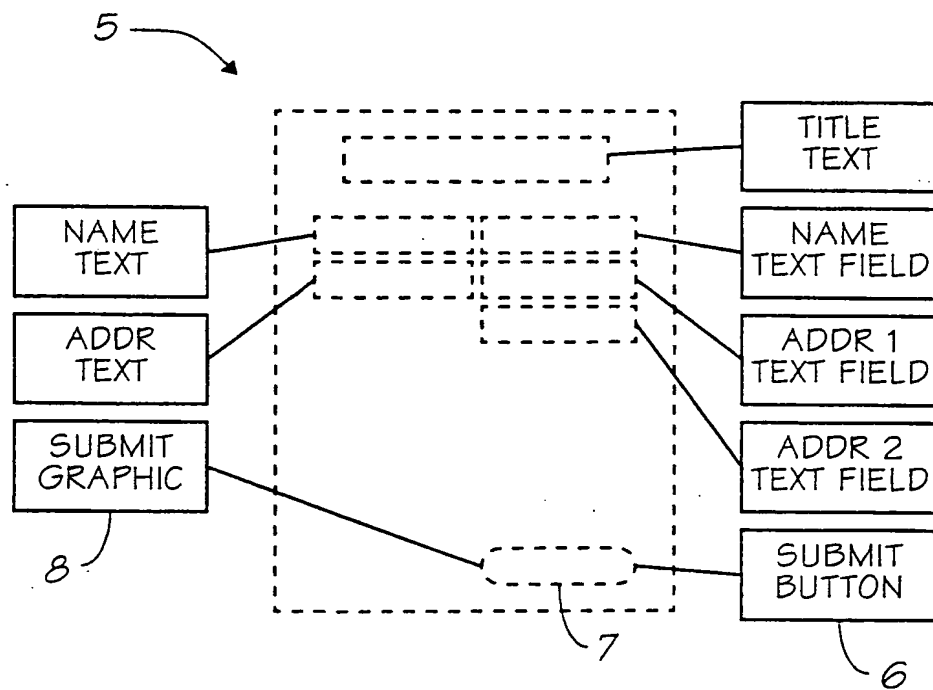 5
TITLE
TEXT
NAME
TEXT
NAME
TEXT FIELD
ADDR
TEXT
ADDR 1
TEXT FIELD
SUBMIT
GRAPHIC
ADDR 2
TEXT FIELD
8
SUBMIT
BUTTON
7
6